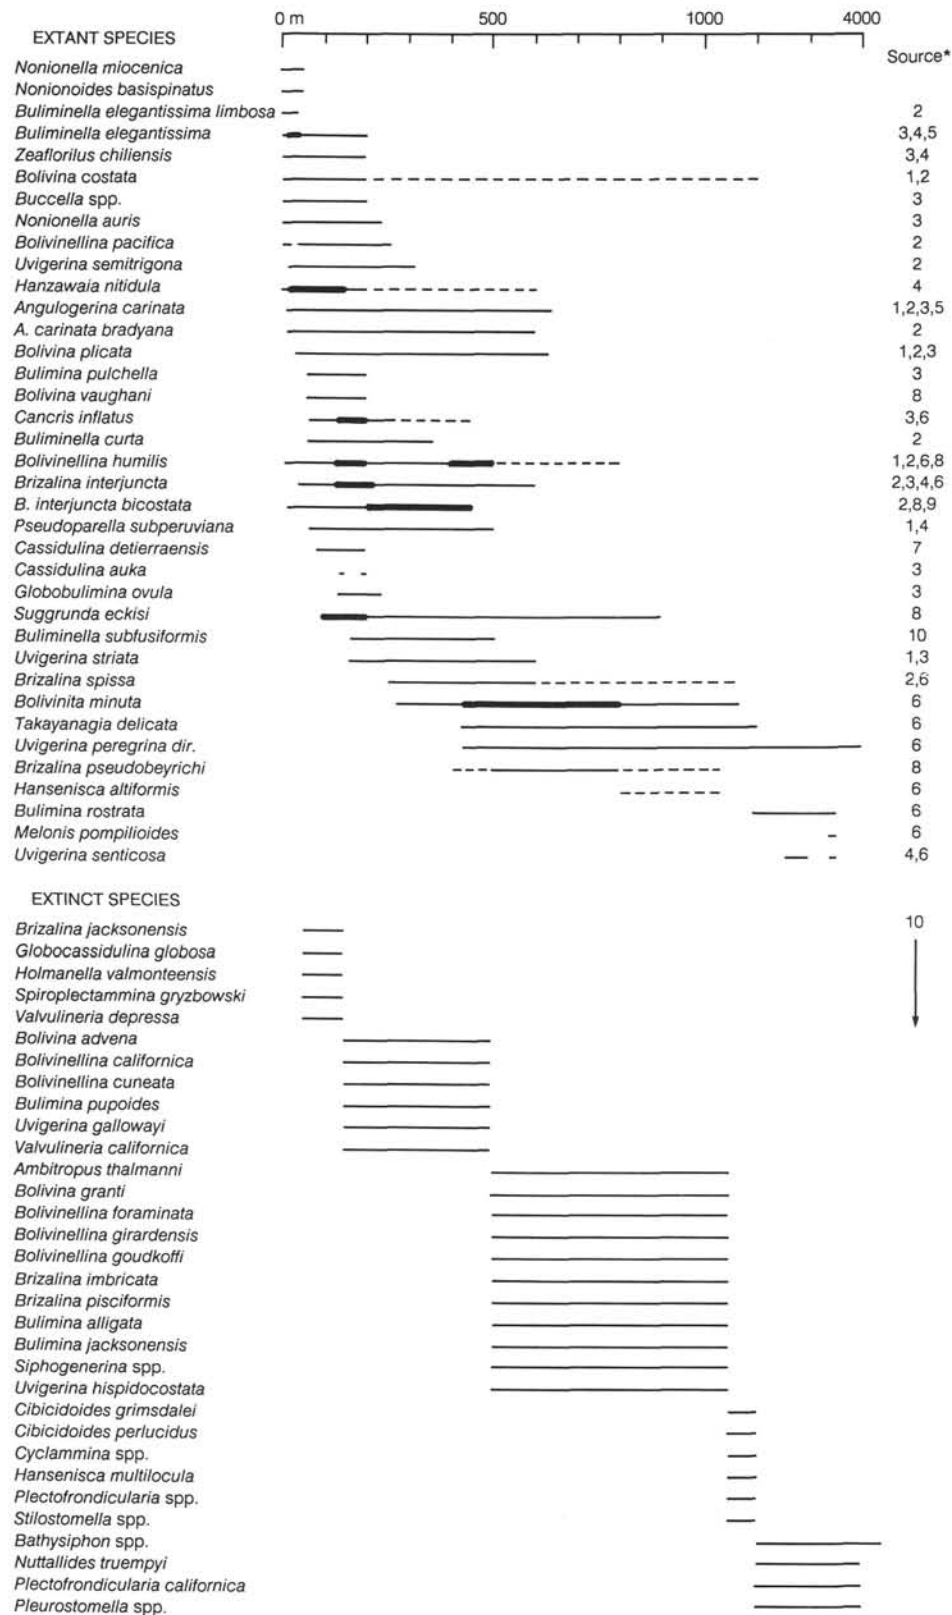 0 m 500 1000 4000
EXTANT SPECIES Source*
Nonionella miocenica
Nonionoides basispinatus
Buliminella elegantissima limbosa 2
Buliminella elegantissima 3,4,5
Zeaflorilus chiliensis 3,4
Bolivina costata 1,2
Buccella spp. 3
Nonionella auris 3
Bolivinellina pacifica 2
Uvigerina semitrigona 2
Hanzawaia nitidula 4
Angulogerina carinata 1,2,3,5
A. carinata bradyana 2
Bolivina plicata 1,2,3
Bulimina pulchella 3
Bolivina vaughani 8
Cancris inflatus 3,6
Buliminella curta 2
Bolivinellina humilis 1,2,6,8
Brizalina interjuncta 2,3,4,6
B. interjuncta bicostata 2,8,9
Pseudoparella subperuviana 1,4
Cassidulina detierraensis 7
Cassidulina auka 3
Globobulimina ovula 3
Suggrunda eckisi 8
Buliminella subfusiformis 10
Uvigerina striata 1,3
Brizalina spissa 2,6
Bolivinita minuta 6
Takayanagia delicata 6
Uvigerina peregrina dir. 6
Brizalina pseudobeyrichi 8
Hansenisca altiformis 6
Bulimina rostrata 6
Melonis pompilioides 6
Uvigerina senticosa 4,6
EXTINCT SPECIES
Brizalina jacksonensis 10
Globocassidulina globosa
Holmanella valmonteensis
Spiroplectammina gryzbowski
Valvulineria depressa
Bolivina advena
Bolivinellina californica
Bolivinellina cuneata
Bulimina pupoides
Uvigerina gallowayi
Valvulineria californica
Ambitropus thalmanni
Bolivina granti
Bolivinellina foraminata
Bolivinellina girardensis
Bolivinellina goudkoffi
Brizalina imbricata
Brizalina pisciformis
Bulimina alligata
Bulimina jacksonensis
Siphogenerina spp.
Uvigerina hispidocostata
Cibicidoides grimsdalei
Cibicidoides perlucidus
Cyclammina spp.
Hansenisca multilocula
Plectofrondicularia spp.
Stilostomella spp.
Bathysiphon spp.
Nuttallides truempyi
Plectofrondicularia californica
Pleurostomella spp.